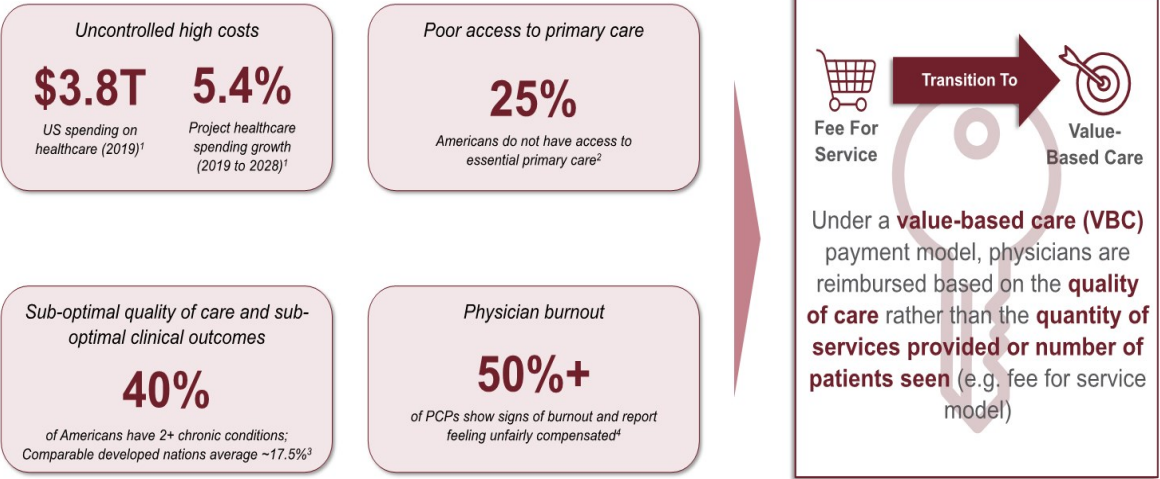 Uncontrolled high costs
$3.8T
US spending on
healthcare (2019)¹
5.4%
Project healthcare
spending growth
(2019 to 2028)¹
Poor access to primary care
25%
Americans do not have access to
essential primary care²
Sub-optimal quality of care and sub-
optimal clinical outcomes
40%
of Americans have 2+ chronic conditions;
Comparable developed nations average ~17.5%³
Physician burnout
50%+
of PCPs show signs of burnout and report
feeling unfairly compensated⁴
Fee For
Service
Transition To
Value-
Based Care
Under a value-based care (VBC)
payment model, physicians are
reimbursed based on the quality
of care rather than the quantity of
services provided or number of
patients seen (e.g. fee for service
model)